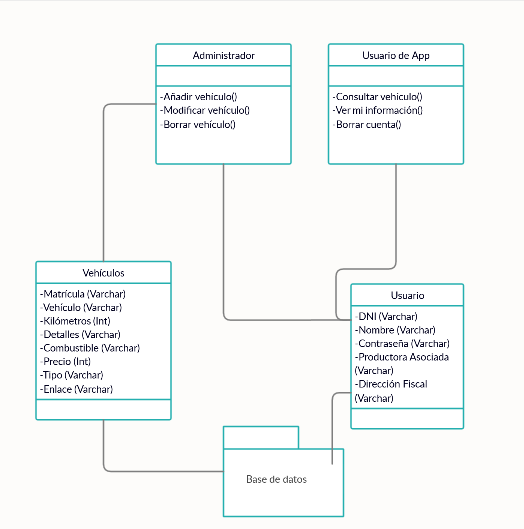 Administrador
-Añadir vehículo()
-Modificar vehículo()
-Borrar vehículo()
Usuario de App
-Consultar vehiculo()
-Ver mi información()
-Borrar cuenta()
Vehículos
-Matrícula (Varchar)
-Vehículo (Varchar)
-Kilómetros (Int)
-Detalles (Varchar)
-Combustible (Varchar)
-Precio (Int)
-Tipo (Varchar)
-Enlace (Varchar)
Usuario
-DNI (Varchar)
-Nombre (Varchar)
-Contraseña (Varchar)
-Productora Asociada
(Varchar)
-Dirección Fiscal
(Varchar)
Base de datos